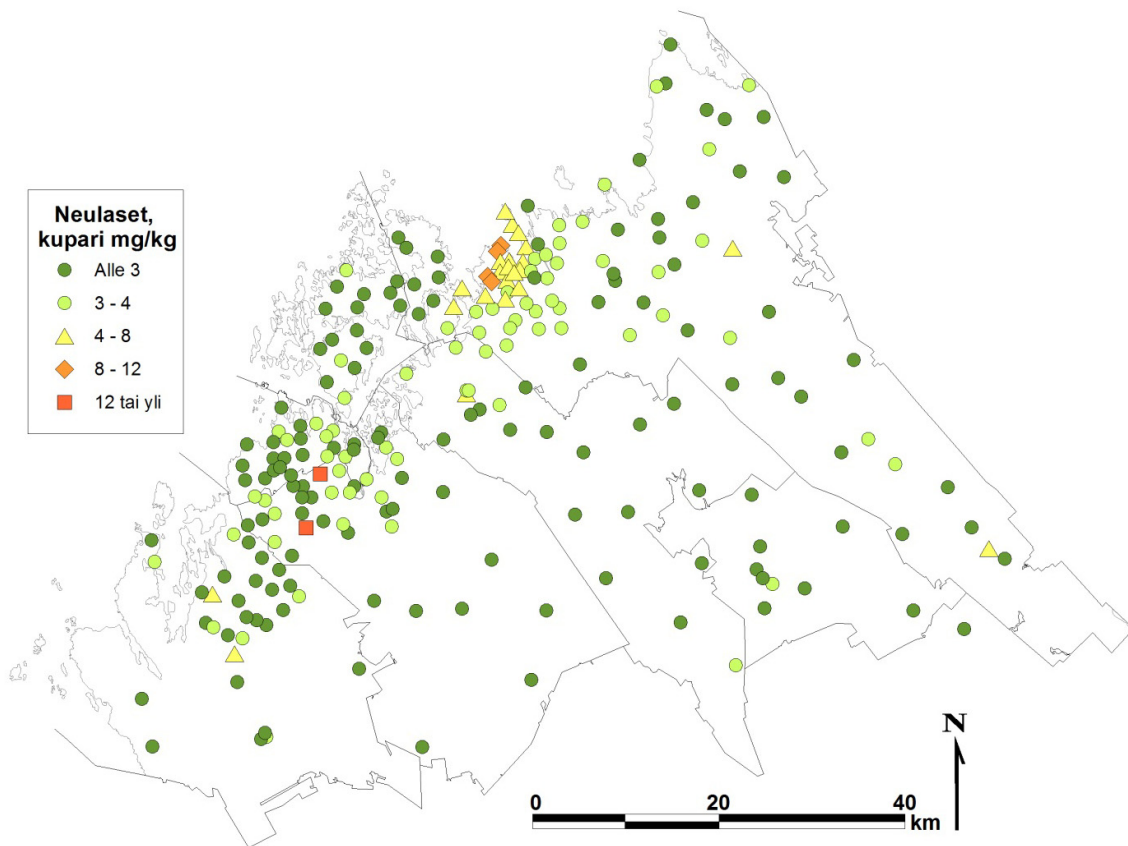 Neulaset,
kupari mg/kg
Alle 3
3 - 4
4 - 8
8 - 12
12 tai yli
N
0 20 40
km